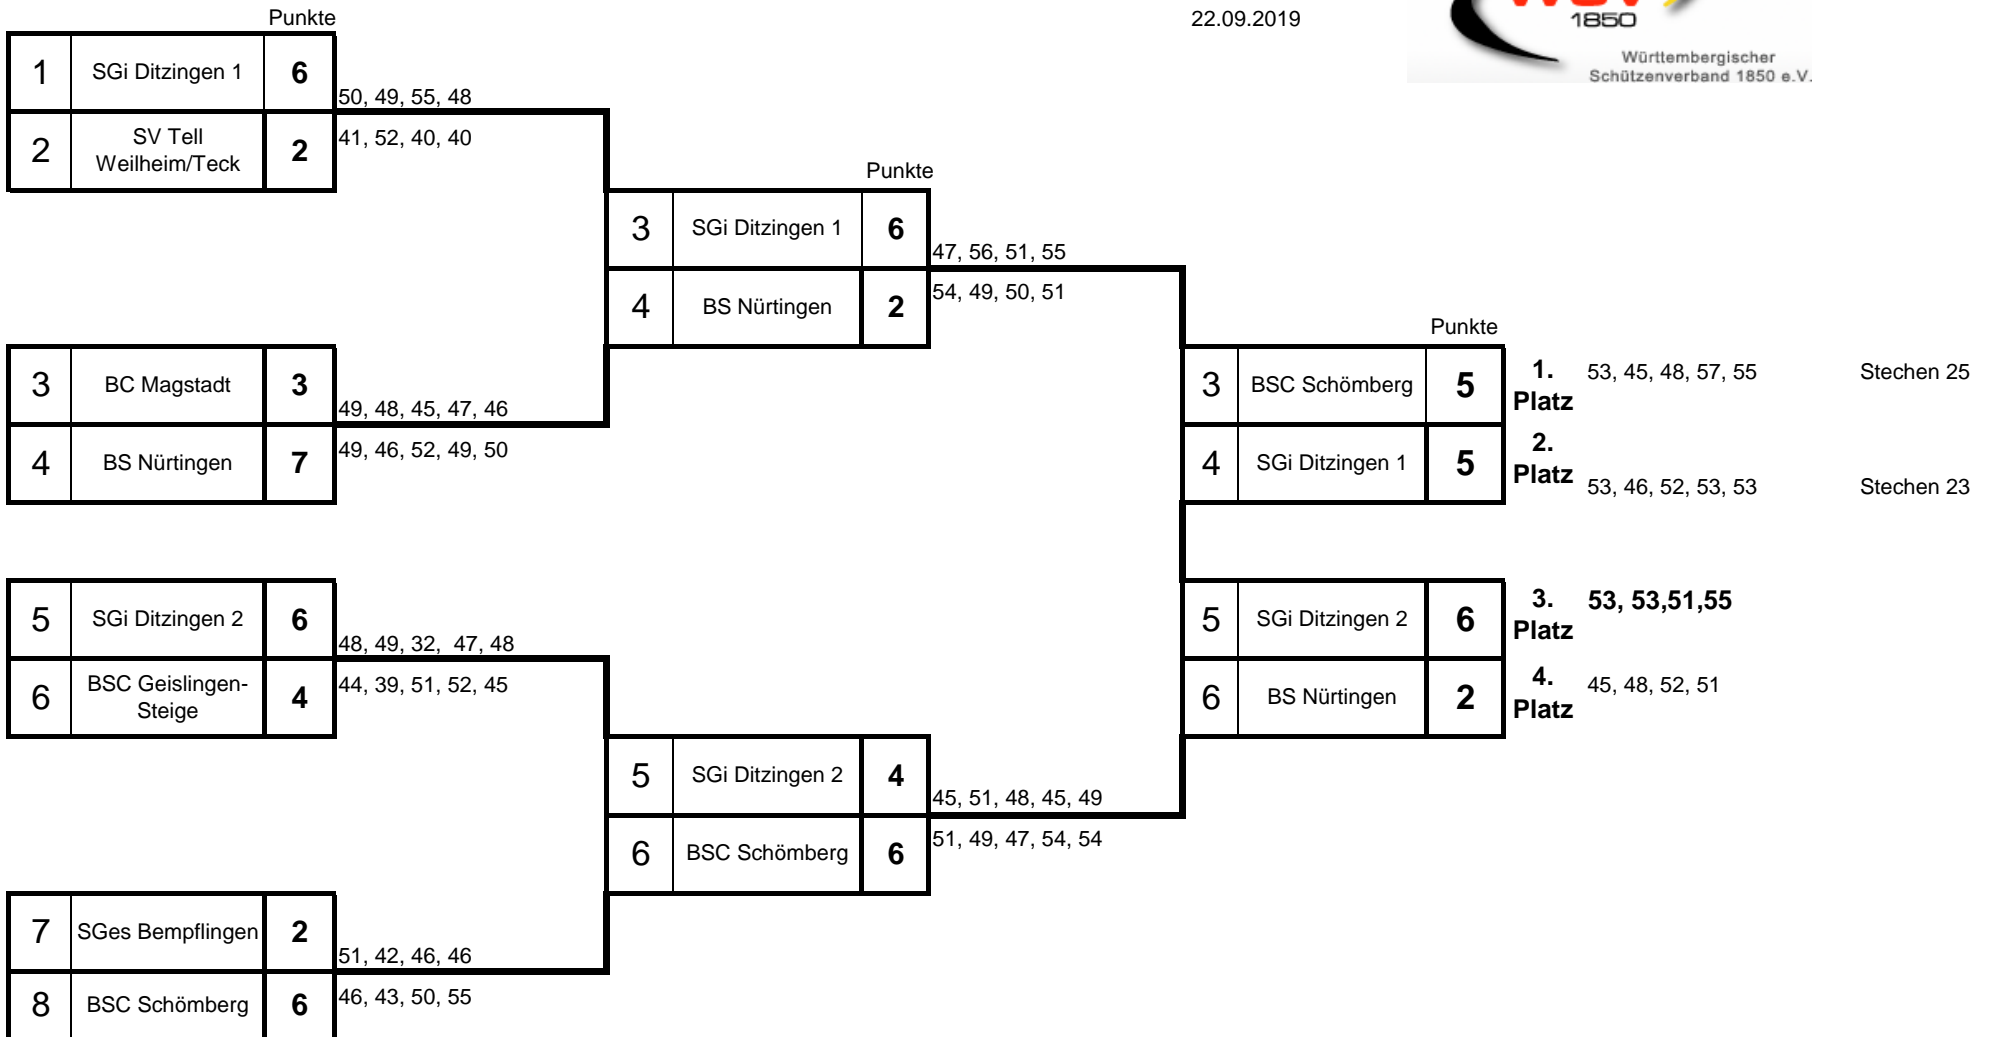 Punkte
22.09.2019
1850
Württembergischer
Schützenverband 1850 e.V.
1 SGi Ditzingen 1 6
50, 49, 55, 48
2 SV Tell
Weilheim/Teck 2
41, 52, 40, 40
Punkte
3 SGi Ditzingen 1 6
47, 56, 51, 55
4 BS Nürtingen 2
54, 49, 50, 51
3 BC Magstadt 3
49, 48, 45, 47, 46
4 BS Nürtingen 7
49, 46, 52, 49, 50
Punkte
3 BSC Schömberg 5
1.
Platz
53, 45, 48, 57, 55 Stechen 25
4 SGi Ditzingen 1 5
2.
Platz
53, 46, 52, 53, 53 Stechen 23
5 SGi Ditzingen 2 6
48, 49, 32, 47, 48
6 BSC Geislingen-
Steige 4
44, 39, 51, 52, 45
5 SGi Ditzingen 2 6
3.
Platz
53, 53,51,55
6 BS Nürtingen 2
4.
Platz
45, 48, 52, 51
5 SGi Ditzingen 2 4
45, 51, 48, 45, 49
6 BSC Schömberg 6
51, 49, 47, 54, 54
7 SGes Bempflingen 2
51, 42, 46, 46
8 BSC Schömberg 6
46, 43, 50, 55